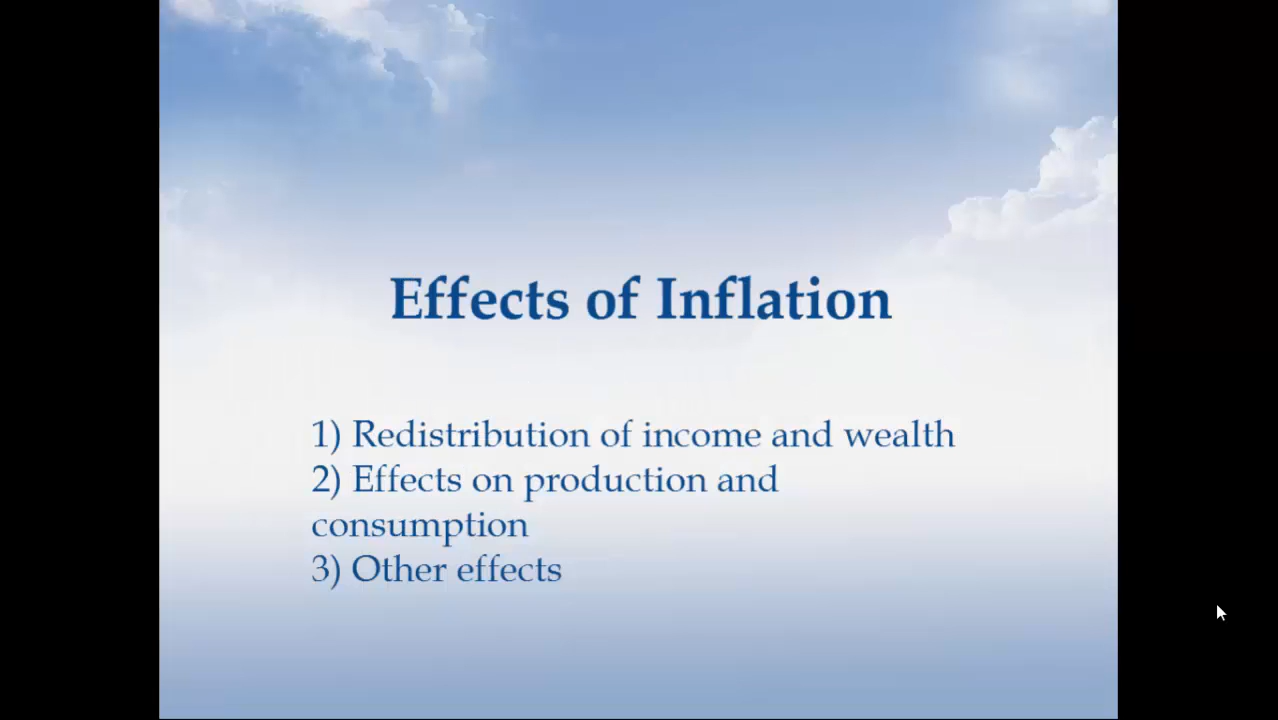 Effects of Inflation
1) Redistribution of income and wealth
2) Effects on production and
consumption
3) Other effects